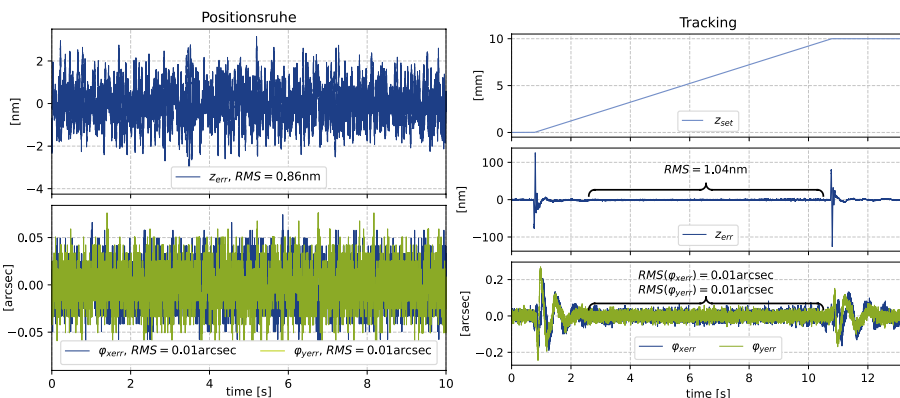 Positionsruhe
2
0
−2
−4
[nm]
z_err, RMS = 0.86nm
0.05
0.00
−0.05
[arcsec]
φ_xerr, RMS = 0.01arcsec
φ_yerr, RMS = 0.01arcsec
0 2 4 6 8 10
time [s]
Tracking
10
5
0
[mm]
z_set
100
0
−100
[nm]
RMS = 1.04nm
z_err
0.2
0.0
−0.2
[arcsec]
RMS(φ_xerr) = 0.01arcsec
RMS(φ_yerr) = 0.01arcsec
φ_xerr
φ_yerr
0 2 4 6 8 10 12
time [s]